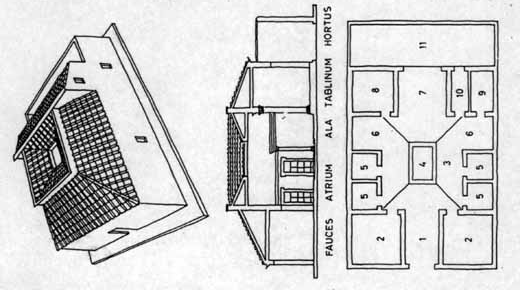 FAUCES ATRIUM ALA TABLINUM HORTUS
2 5 5 6 8
1 4 7 11
3 10
2 5 5 6 9